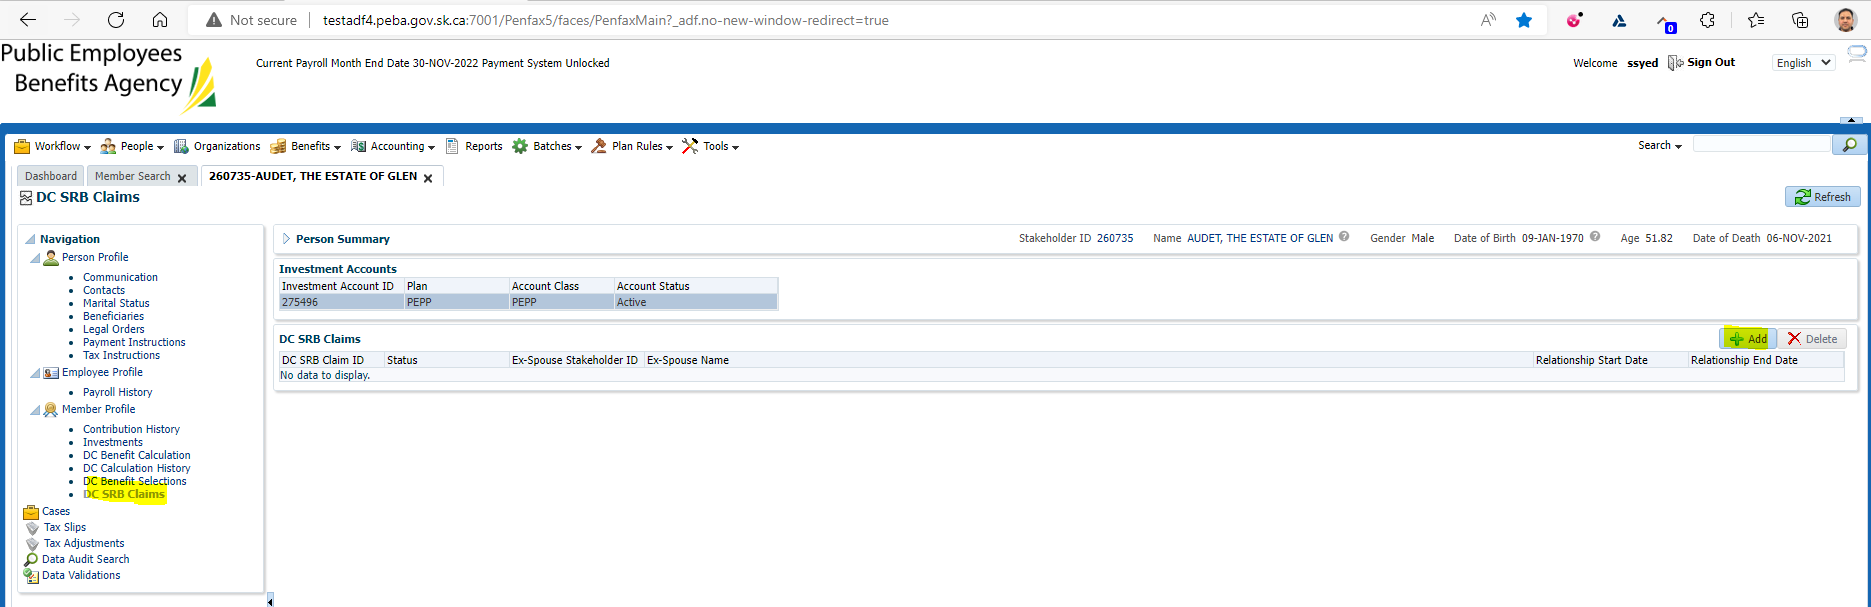 Not secure testadf4.peba.gov.sk.ca:7001/Penfax5/faces/PenfaxMain?_adf.no-new-window-redirect=true A 0
Public Employees
Benefits Agency
Current Payroll Month End Date 30-NOV-2022 Payment System Unlocked
Welcome ssyed Sign Out English
Workflow People Organizations Benefits Accounting Reports Batches Plan Rules Tools Search
Dashboard Member Search 260735-AUDET, THE ESTATE OF GLEN
DC SRB Claims Refresh
Navigation
Person Profile
Communication
Contacts
Marital Status
Beneficiaries
Legal Orders
Payment Instructions
Tax Instructions
Employee Profile
Payroll History
Member Profile
Contribution History
Investments
DC Benefit Calculation
DC Calculation History
DC Benefit Selections
DC SRB Claims
Cases
Tax Slips
Tax Adjustments
Data Audit Search
Data Validations
Person Summary Stakeholder ID 260735 Name AUDET, THE ESTATE OF GLEN Gender Male Date of Birth 09-JAN-1970 Age 51.82 Date of Death 06-NOV-2021
Investment Accounts
Investment Account ID Plan Account Class Account Status
275496 PEPP PEPP Active
DC SRB Claims Add Delete
DC SRB Claim ID Status Ex-Spouse Stakeholder ID Ex-Spouse Name Relationship Start Date Relationship End Date
No data to display.